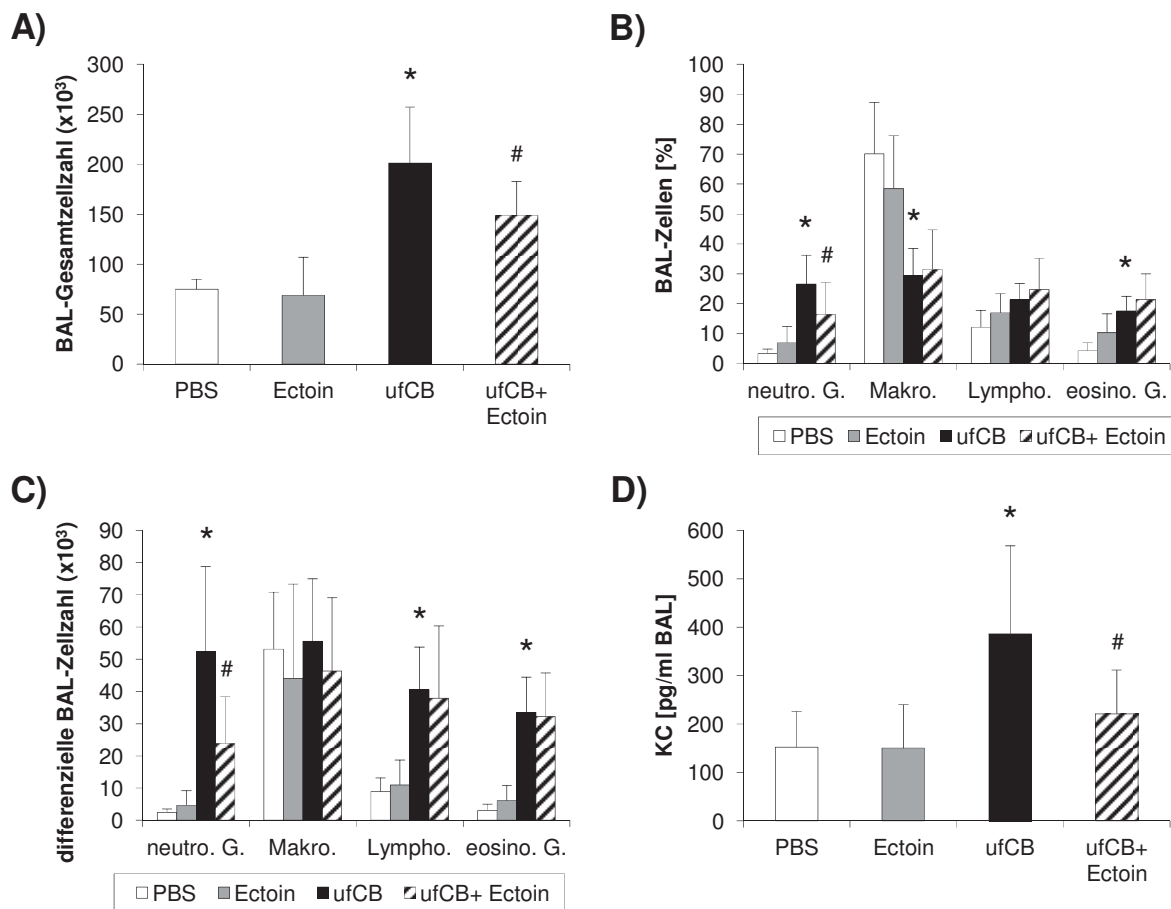 A)
BAL-Gesamtzellzahl (x10³)
300
250
200
150
100
50
0
*
#
PBS Ectoin ufCB ufCB+
Ectoin
B)
BAL-Zellen [%]
100
90
80
70
60
50
40
30
20
10
0
*
#
*
*
neutro. G. Makro. Lympho. eosino. G.
PBS Ectoin ufCB ufCB+ Ectoin
C)
differenzielle BAL-Zellzahl (x10³)
90
80
70
60
50
40
30
20
10
0
*
#
*
*
neutro. G. Makro. Lympho. eosino. G.
PBS Ectoin ufCB ufCB+ Ectoin
D)
KC [pg/ml BAL]
600
500
400
300
200
100
0
*
#
PBS Ectoin ufCB ufCB+
Ectoin